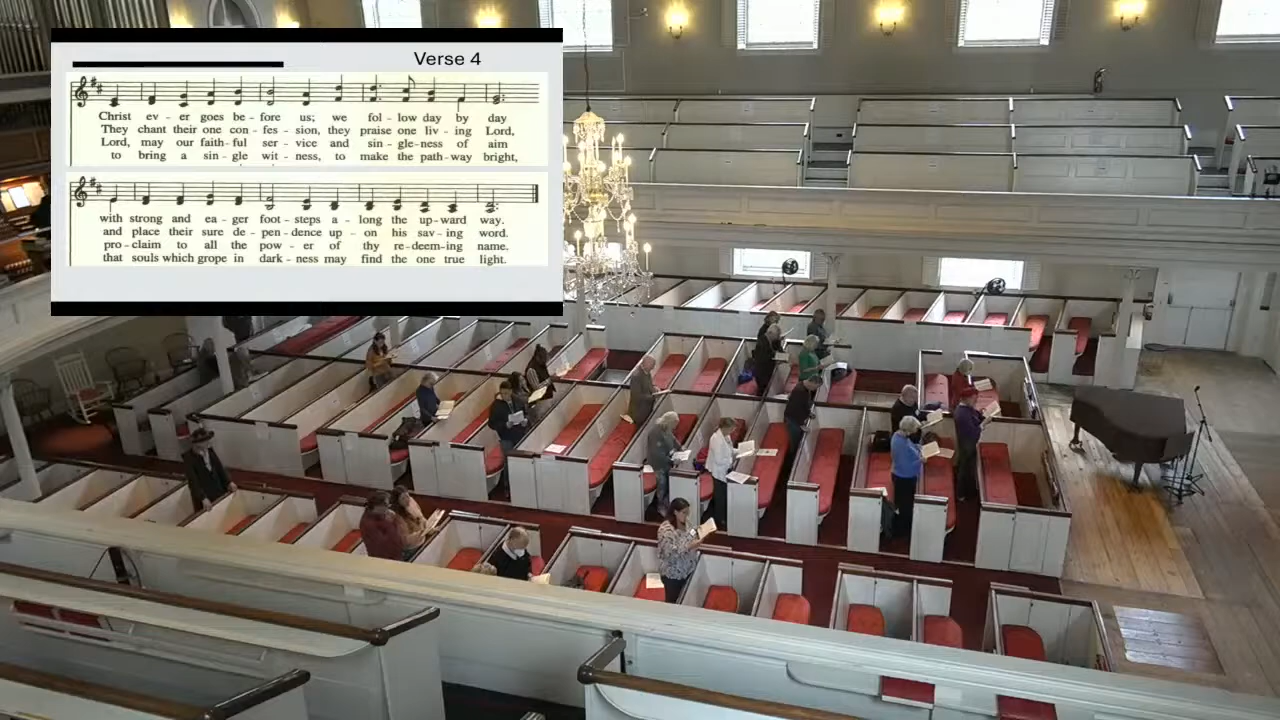 Verse 4
Christ ev - er goes be - fore us; we fol - low day by day
They chant their one con - fes - sion, they praise one liv - ing Lord,
Lord, may our faith - ful ser - vice and sin - gle - ness of aim
to bring a sin - gle wit - ness, to make the path - way bright,
with strong and ea - ger foot - steps a - long the up - ward way.
and place their sure de - pen - dence up - on his sav - ing word.
pro - claim to all the pow - er of thy re - deem - ing name.
that souls which grope in dark - ness may find the one true light.